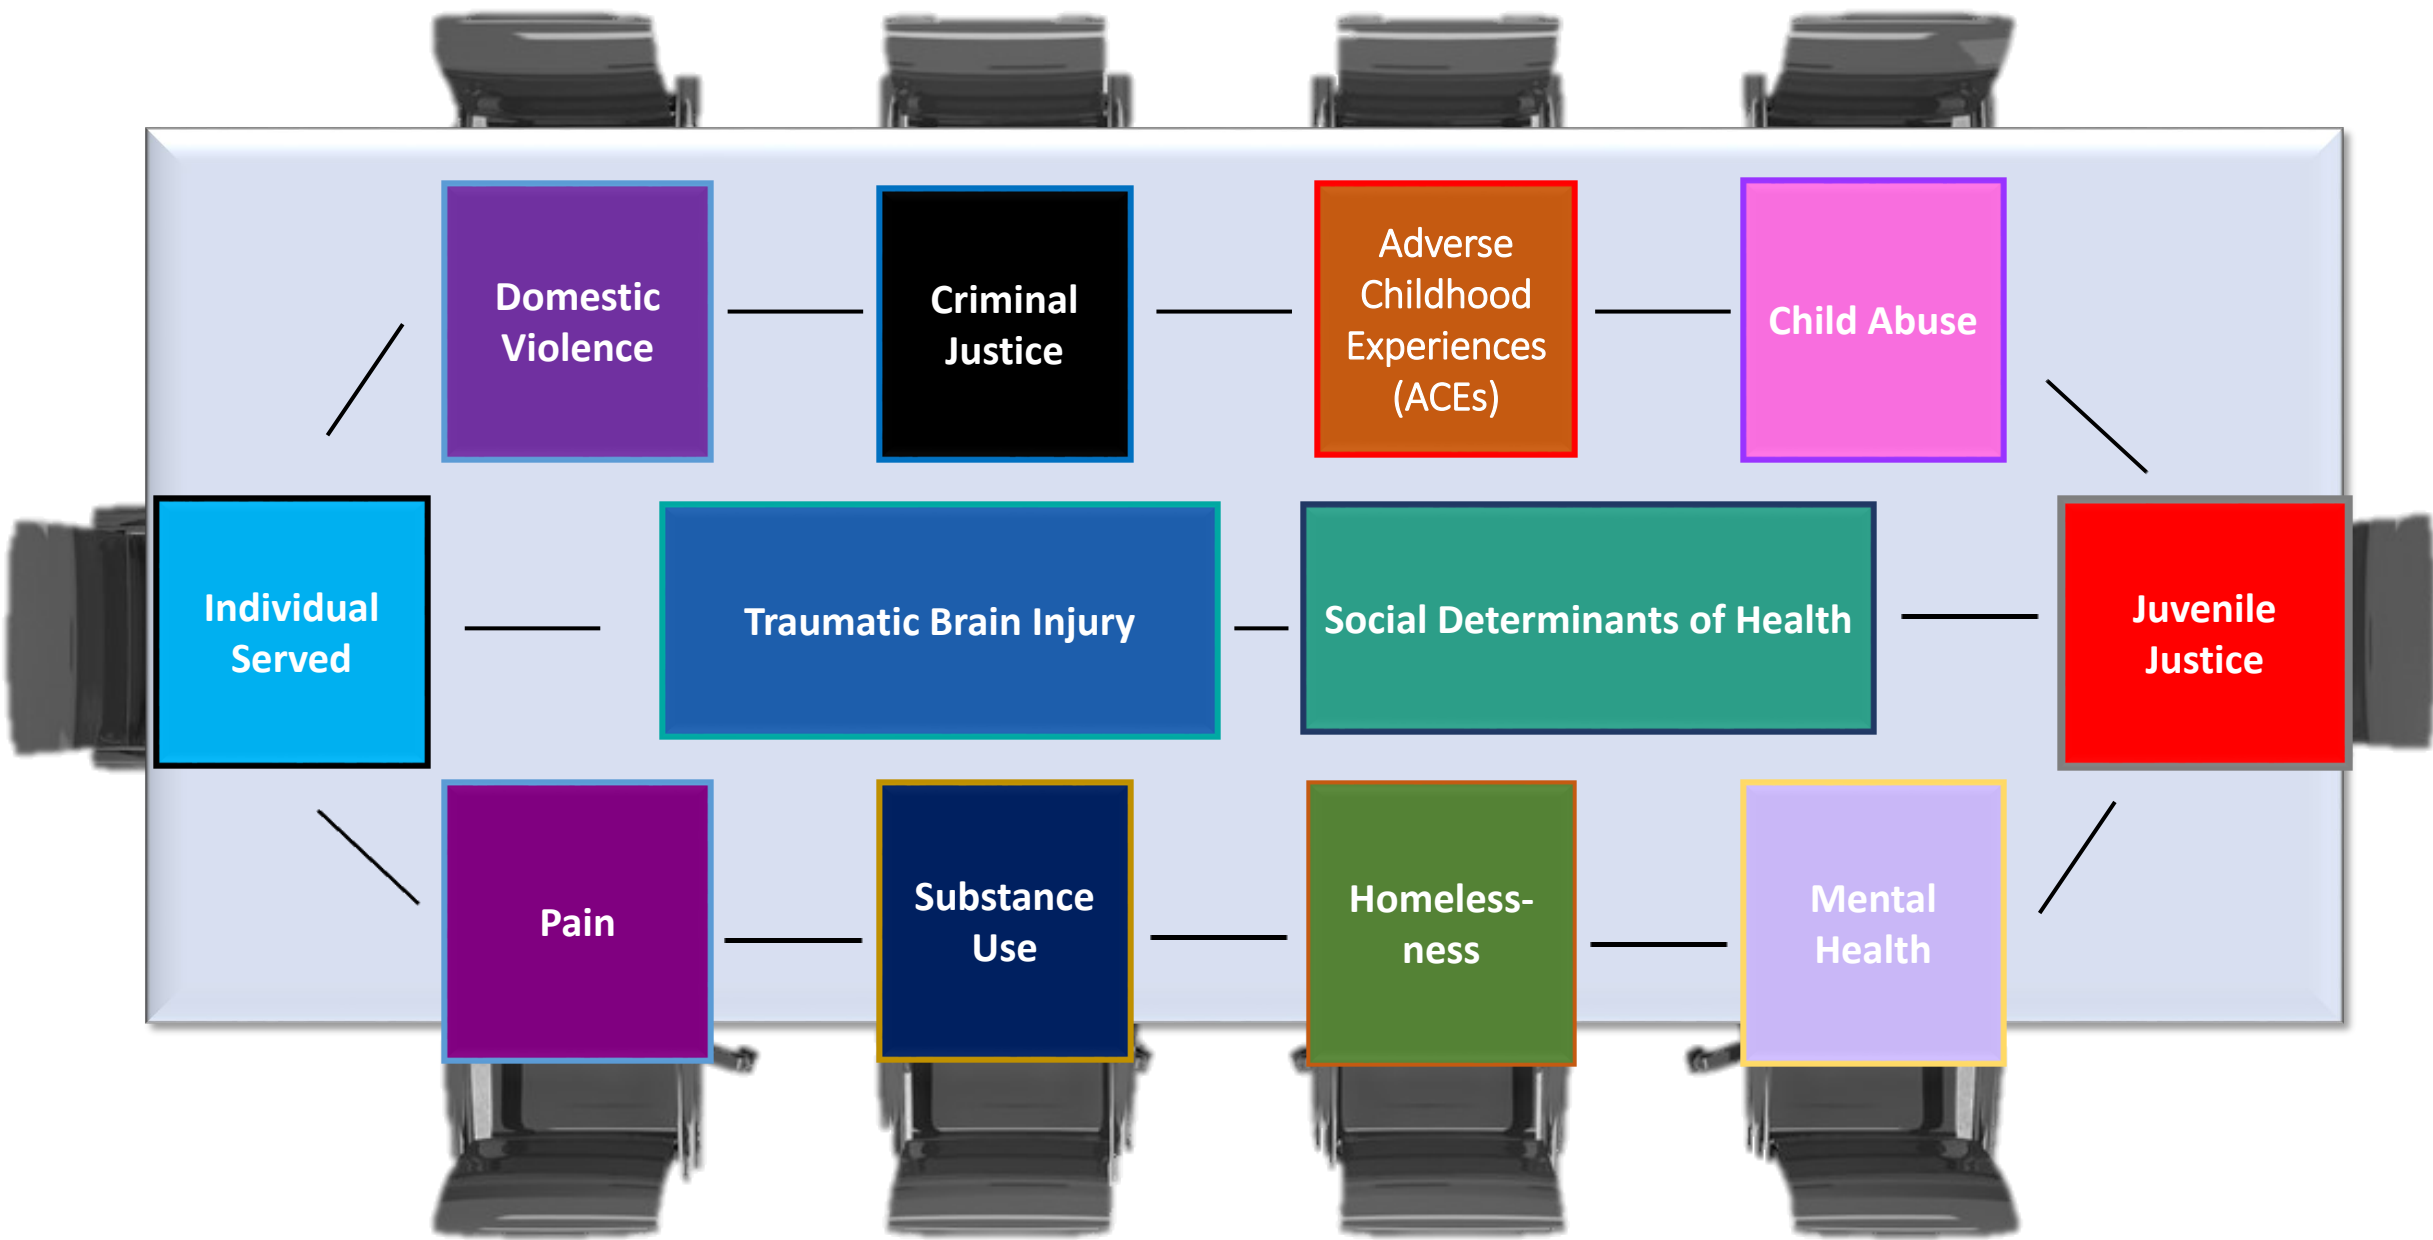 Domestic
Violence
Criminal
Justice
Adverse
Childhood
Experiences
(ACEs)
Child Abuse
Individual
Served
Traumatic Brain Injury
Social Determinants of Health
Juvenile
Justice
Pain
Substance
Use
Homeless-
ness
Mental
Health